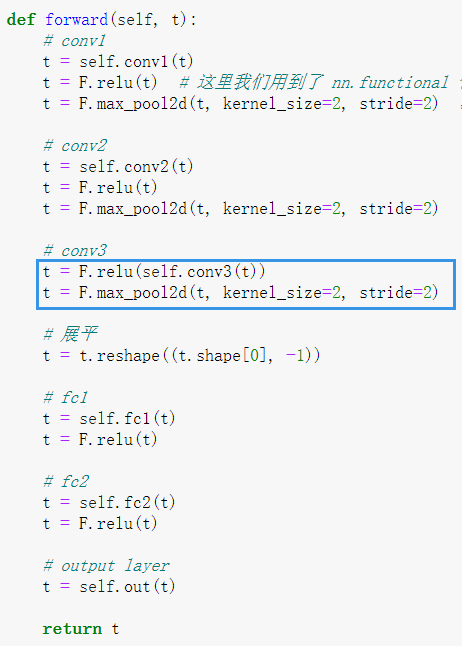 def forward(self, t):
    # conv1
    t = self.conv1(t)
    t = F.relu(t)  # 这里我们用到了 nn.functional
    t = F.max_pool2d(t, kernel_size=2, stride=2)
    # conv2
    t = self.conv2(t)
    t = F.relu(t)
    t = F.max_pool2d(t, kernel_size=2, stride=2)
    # conv3
    t = F.relu(self.conv3(t))
    t = F.max_pool2d(t, kernel_size=2, stride=2)
    # 展平
    t = t.reshape((t.shape[0], -1))
    # fc1
    t = self.fc1(t)
    t = F.relu(t)
    # fc2
    t = self.fc2(t)
    t = F.relu(t)
    # output layer
    t = self.out(t)
    return t